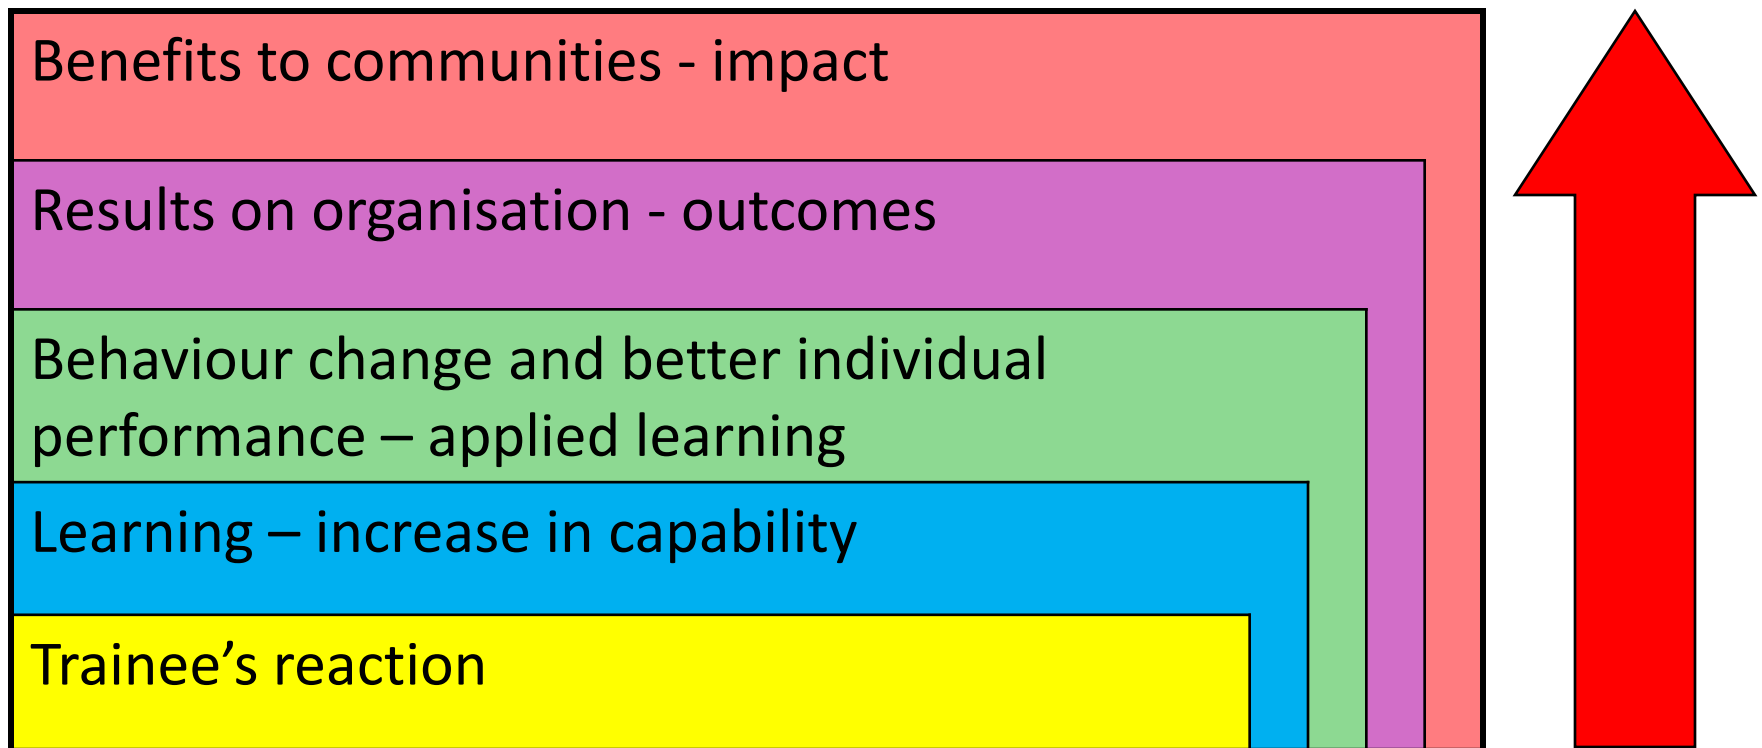 Benefits to communities - impact
Results on organisation - outcomes
Behaviour change and better individual
performance – applied learning
Learning – increase in capability
Trainee’s reaction